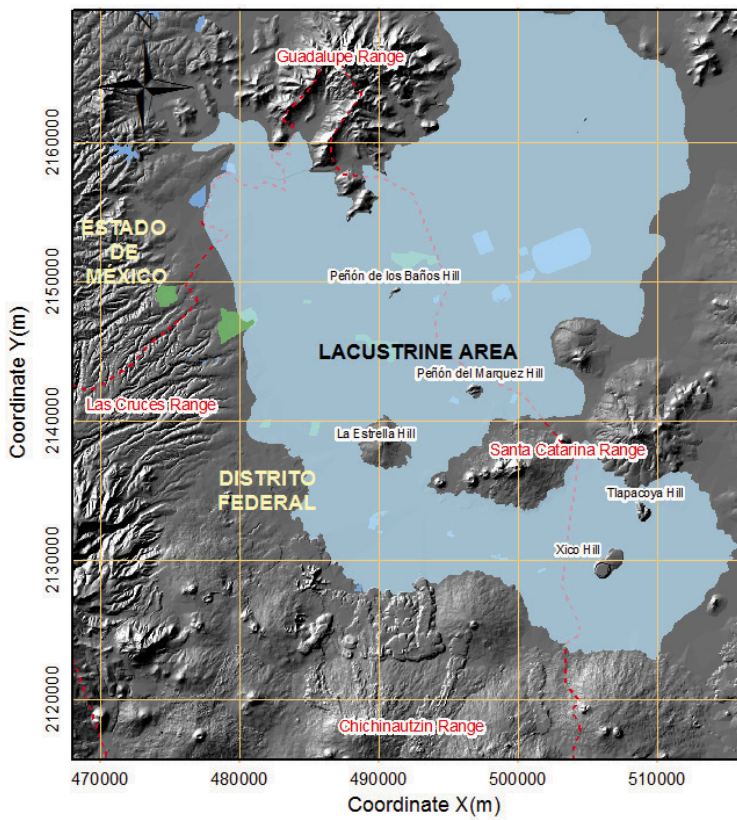 N
Guadalupe Range
2160000
ESTADO
DE
MÉXICO
2150000
Peñón de los Baños Hill
LACUSTRINE AREA
Peñón del Marquez Hill
Las Cruces Range
2140000
La Estrella Hill
Santa Catarina Range
DISTRITO
FEDERAL
Tlapacoya Hill
Xico Hill
2130000
2120000
Chichinautzin Range
Coordinate Y(m)
470000 480000 490000 500000 510000
Coordinate X(m)